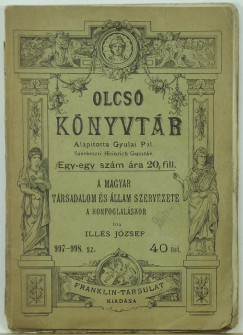 OLCSÓ
KÖNYVTÁR
Alapította Gyulai Pál.
Szerkeszti Heinrich Gusztáv.
Egy-egy szám ára 20 fill.
A MAGYAR
TÁRSADALOM ÉS ÁLLAM SZERVEZETE
A HONFOGLALÁSKOR
Irta
ILLÉS JÓZSEF
997–998. sz.
40 fill.
FRANKLIN-TÁRSULAT
KIADÁSA